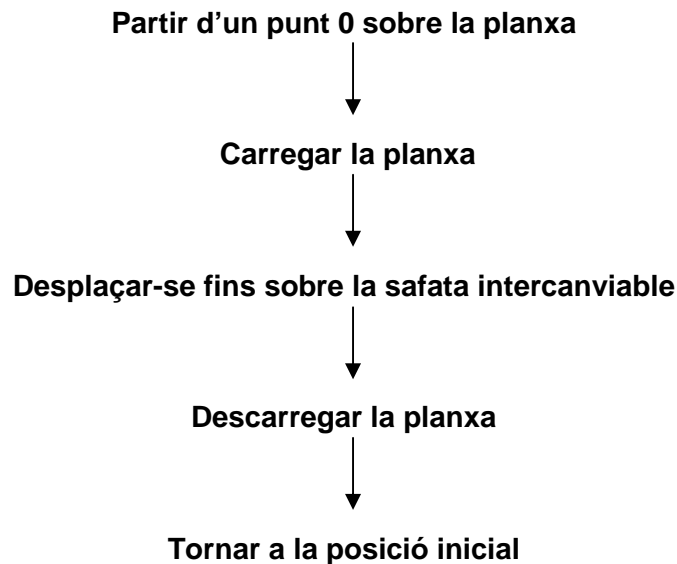 Partir d’un punt 0 sobre la planxa
Carregar la planxa
Desplaçar-se fins sobre la safata intercanviable
Descarregar la planxa
Tornar a la posició inicial